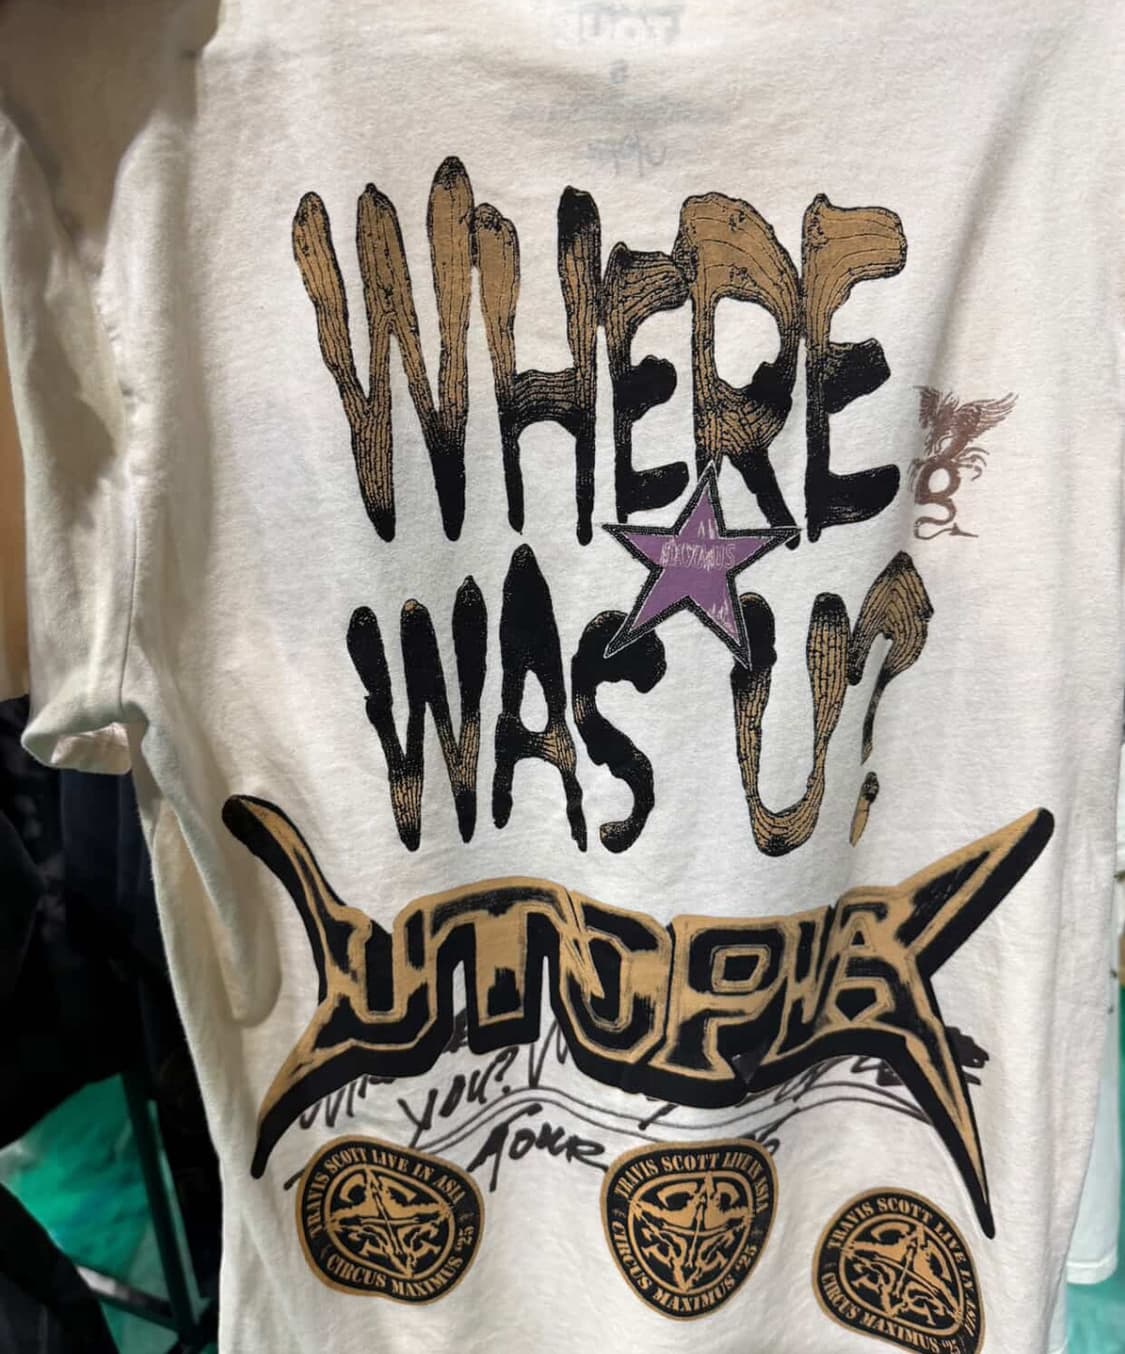 S
WHERE
MAXIMUS
WAS U?
UTOPIA
YOU?
TOUR
TRAVIS SCOTT LIVE IN ASIA
CIRCUS MAXIMUS '25
TRAVIS SCOTT LIVE IN ASIA
CIRCUS MAXIMUS '25
TRAVIS SCOTT LIVE IN ASIA
CIRCUS MAXIMUS '25